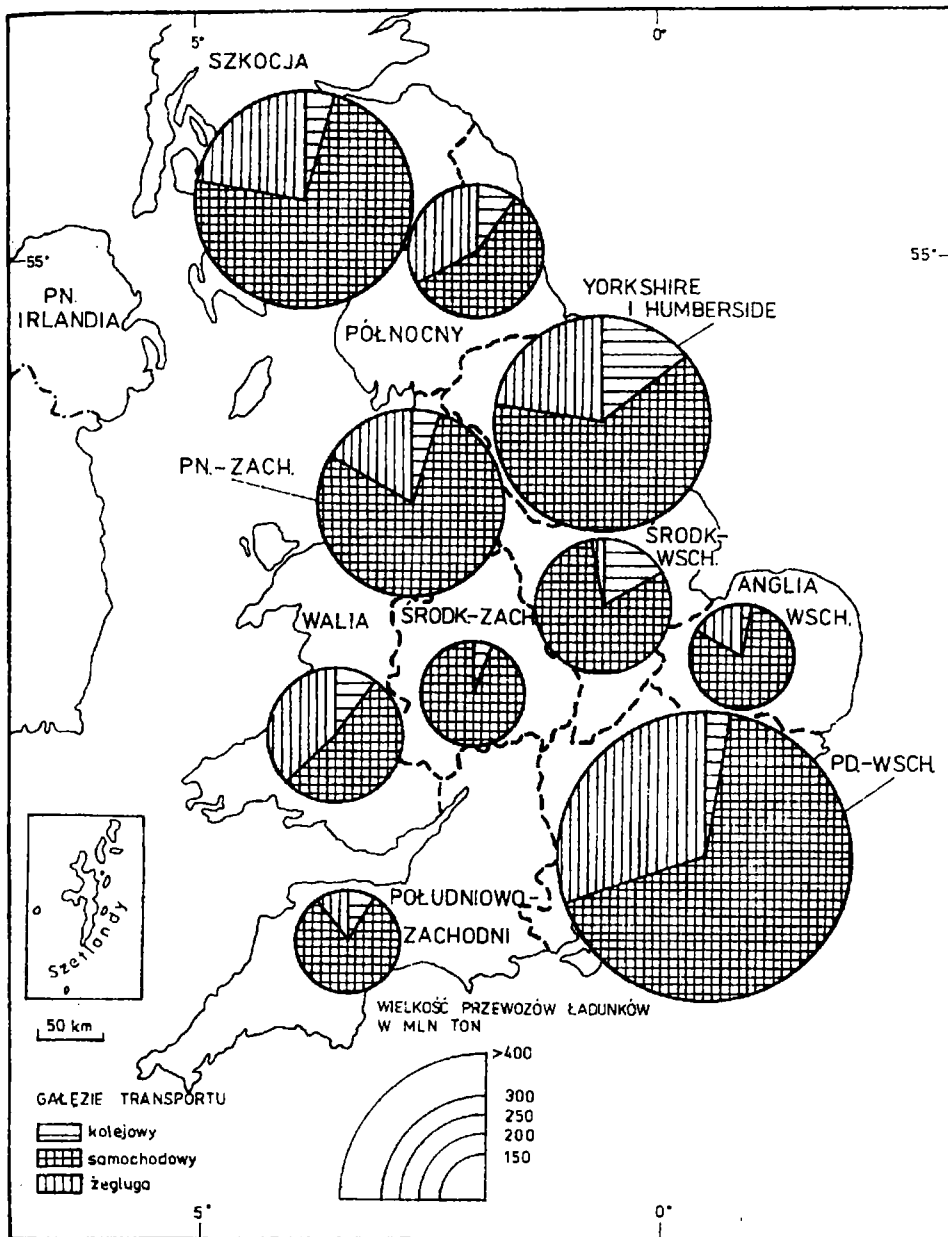 5°
0°
SZKOCJA
55°
55°
PN.
IRLANDIA
YORKSHIRE
I HUMBERSIDE
PÓŁNOCNY
PN.-ZACH.
ŚRODK-
WSCH.
ANGLIA
WSCH.
WALIA
ŚRODK-ZACH.
PD.-WSCH.
Szetlandy
POŁUDNIOWO-
ZACHODNI
50 km
WIELKOŚĆ PRZEWOZÓW ŁADUNKÓW
W MLN TON
>400
300
250
200
150
GAŁĘZIE TRANSPORTU
kolejowy
samochodowy
żegluga
5°
0°